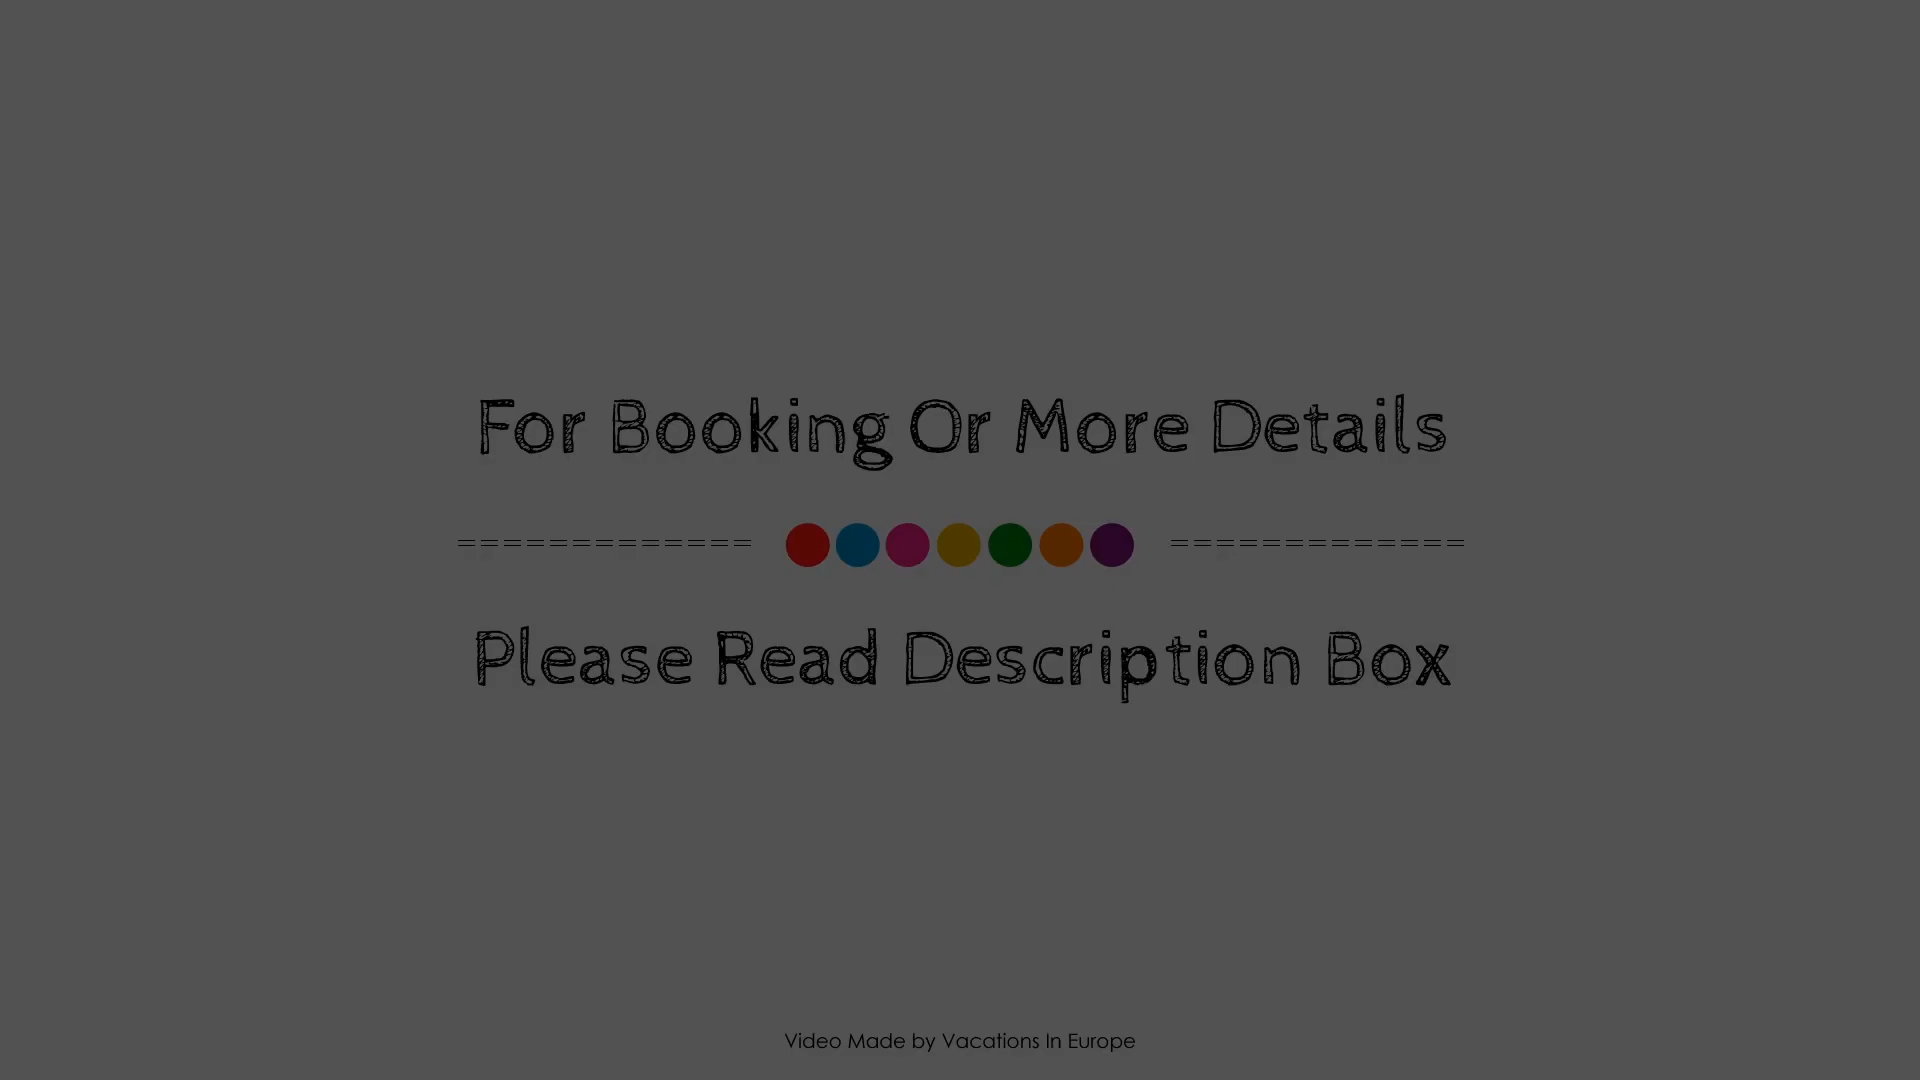 For Booking Or More Details
============= =============
Please Read Description Box
Video Made by Vacations In Europe